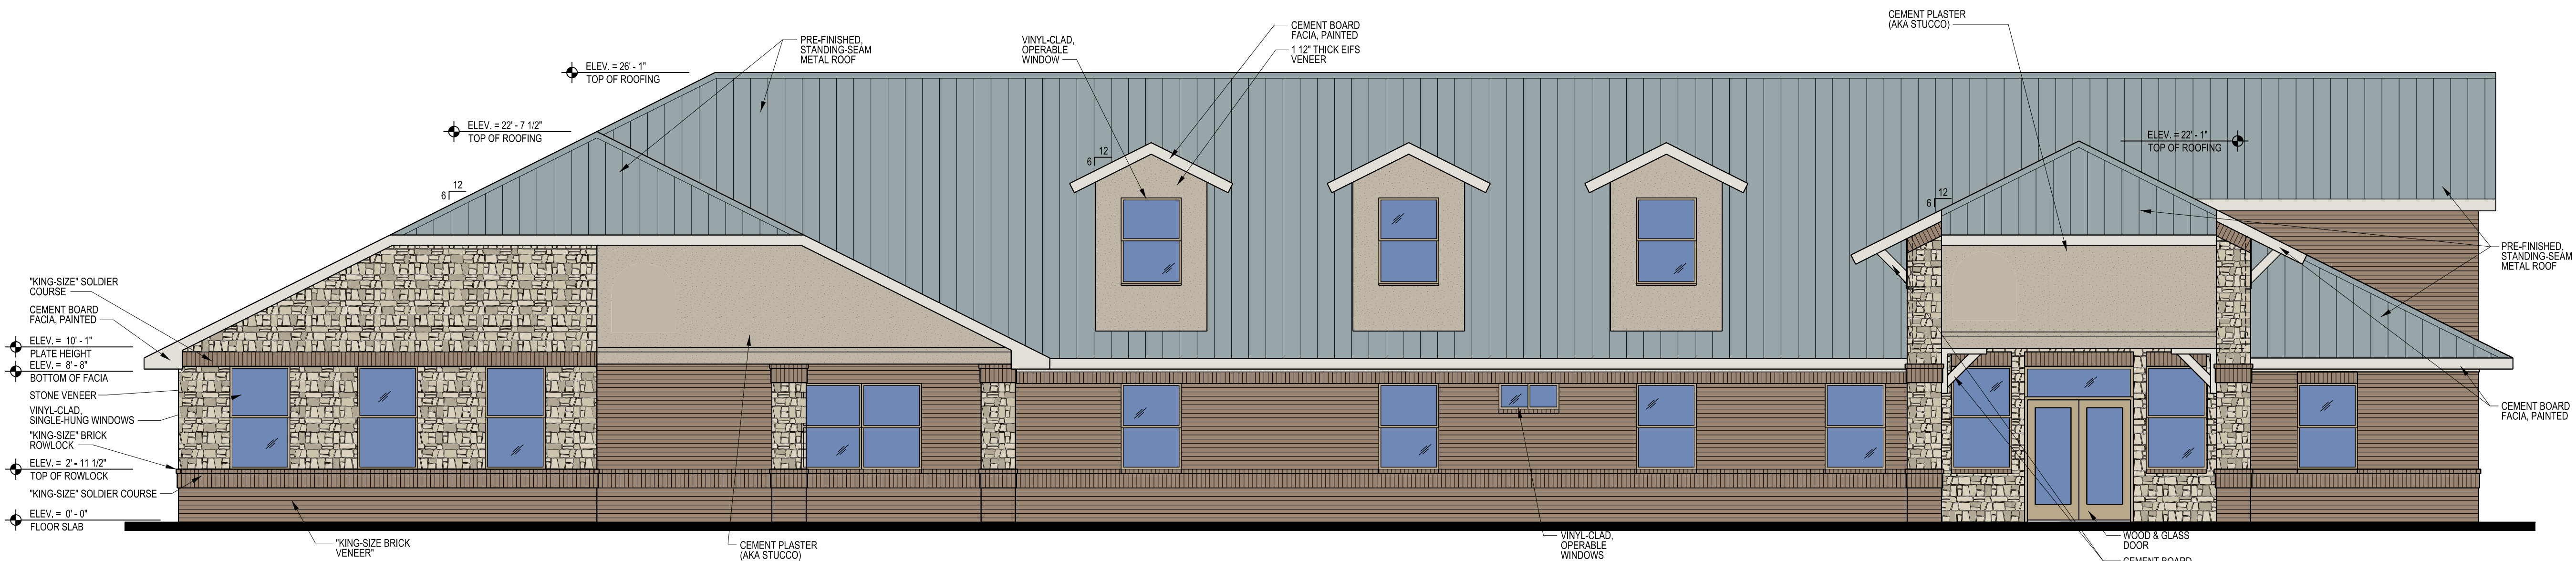 CEMENT PLASTER
(AKA STUCCO)
CEMENT BOARD
FACIA, PAINTED
1 12" THICK EIFS
VENEER
VINYL-CLAD,
OPERABLE
WINDOW
PRE-FINISHED,
STANDING-SEAM
METAL ROOF
ELEV. = 26' - 1"
TOP OF ROOFING
ELEV. = 22' - 7 1/2"
TOP OF ROOFING
ELEV. = 22' - 1"
TOP OF ROOFING
12
6
12
6
12
6
PRE-FINISHED,
STANDING-SEAM
METAL ROOF
"KING-SIZE" SOLDIER
COURSE
CEMENT BOARD
FACIA, PAINTED
ELEV. = 10' - 1"
PLATE HEIGHT
ELEV. = 8' - 8"
BOTTOM OF FACIA
STONE VENEER
VINYL-CLAD,
SINGLE-HUNG WINDOWS
"KING-SIZE" BRICK
ROWLOCK
ELEV. = 2' - 11 1/2"
TOP OF ROWLOCK
"KING-SIZE" SOLDIER COURSE
ELEV. = 0' - 0"
FLOOR SLAB
CEMENT BOARD
FACIA, PAINTED
"KING-SIZE BRICK
VENEER"
CEMENT PLASTER
(AKA STUCCO)
VINYL-CLAD,
OPERABLE
WINDOWS
WOOD & GLASS
DOOR
CEMENT BOARD